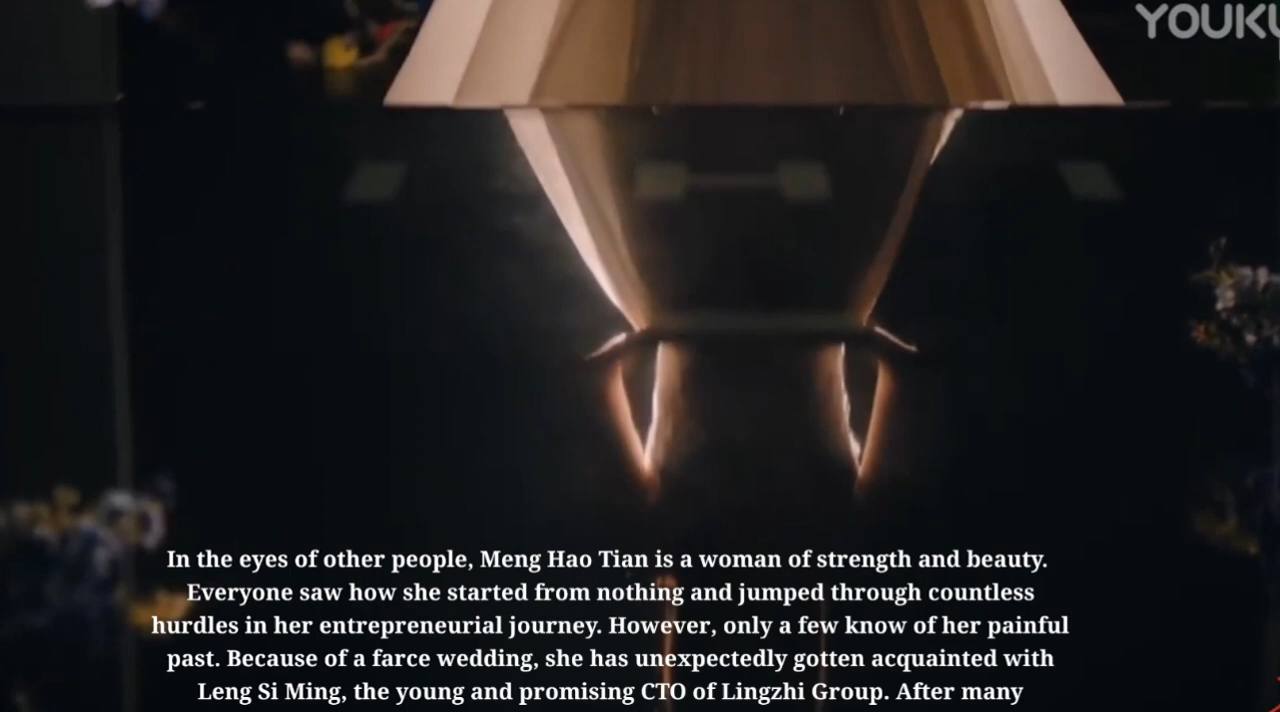 YOUKU
In the eyes of other people, Meng Hao Tian is a woman of strength and beauty.
Everyone saw how she started from nothing and jumped through countless
hurdles in her entrepreneurial journey. However, only a few know of her painful
past. Because of a farce wedding, she has unexpectedly gotten acquainted with
Leng Si Ming, the young and promising CTO of Lingzhi Group. After many